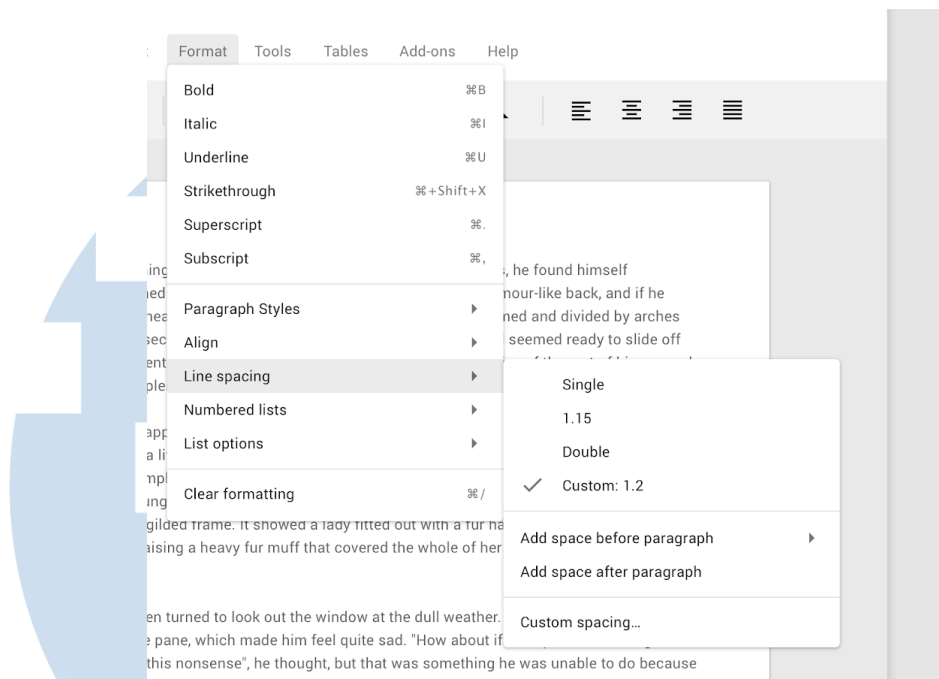 Format Tools Tables Add-ons Help
Bold ⌘B
Italic ⌘I
Underline ⌘U
Strikethrough ⌘+Shift+X
Superscript ⌘.
Subscript ⌘,
Paragraph Styles
Align
Line spacing
Numbered lists
List options
Clear formatting ⌘/
Single
1.15
Double
Custom: 1.2
Add space before paragraph
Add space after paragraph
Custom spacing…
, he found himself
mour-like back, and if he
med and divided by arches
seemed ready to slide off
gilded frame. It showed a lady fitted out with a fur
aising a heavy fur muff that covered the whole of her
en turned to look out the window at the dull weather.
e pane, which made him feel quite sad. "How about if
this nonsense", he thought, but that was something he was unable to do because